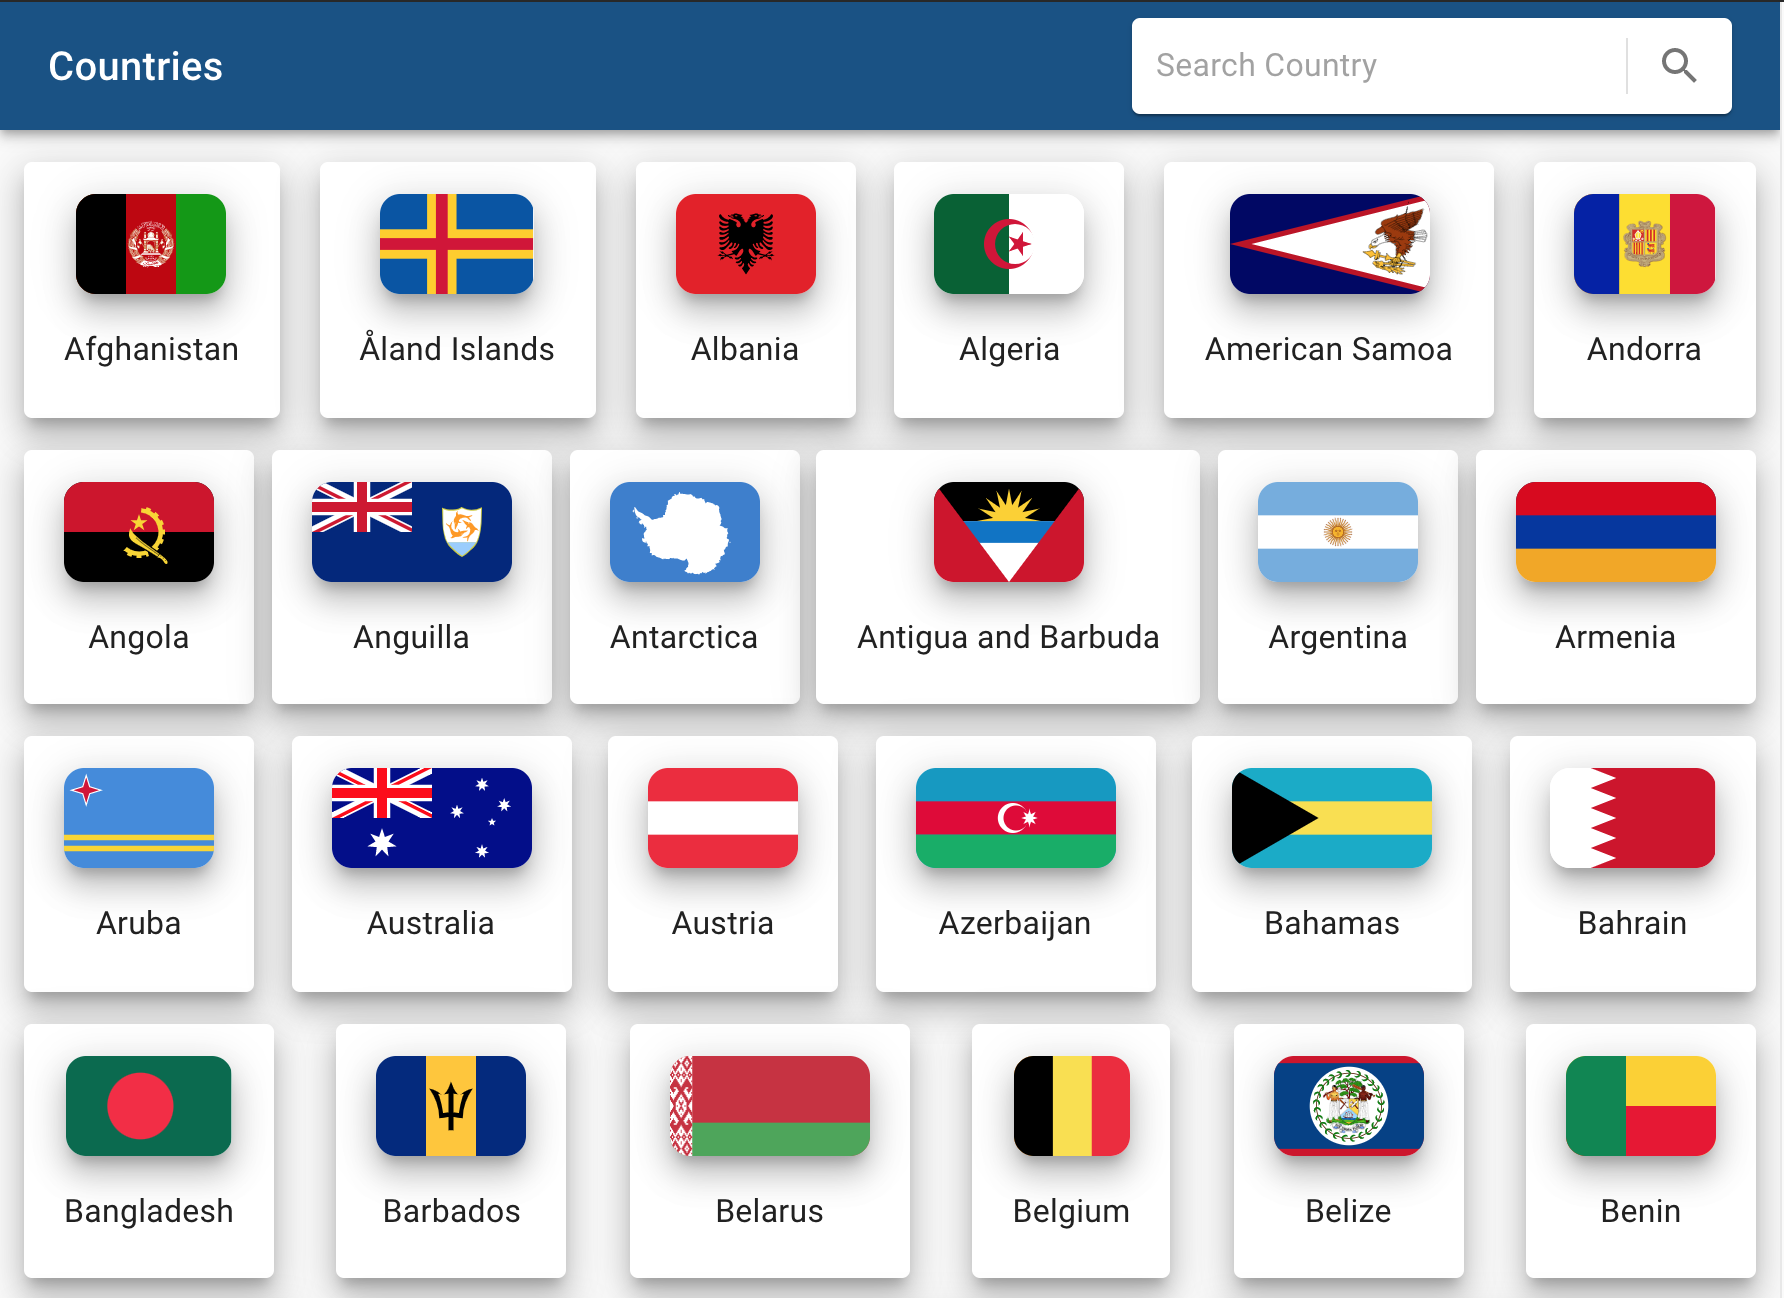 Countries
Search Country
Afghanistan
Åland Islands
Albania
Algeria
American Samoa
Andorra
Angola
Anguilla
Antarctica
Antigua and Barbuda
Argentina
Armenia
Aruba
Australia
Austria
Azerbaijan
Bahamas
Bahrain
Bangladesh
Barbados
Belarus
Belgium
Belize
Benin